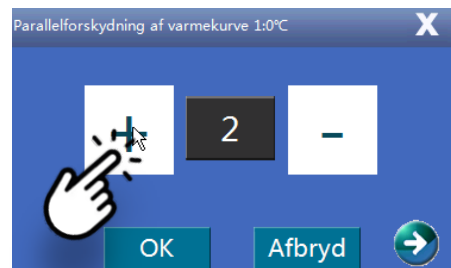 Parallelforskydning af varmekurve 1:0℃ X
+ 2 -
OK Afbryd